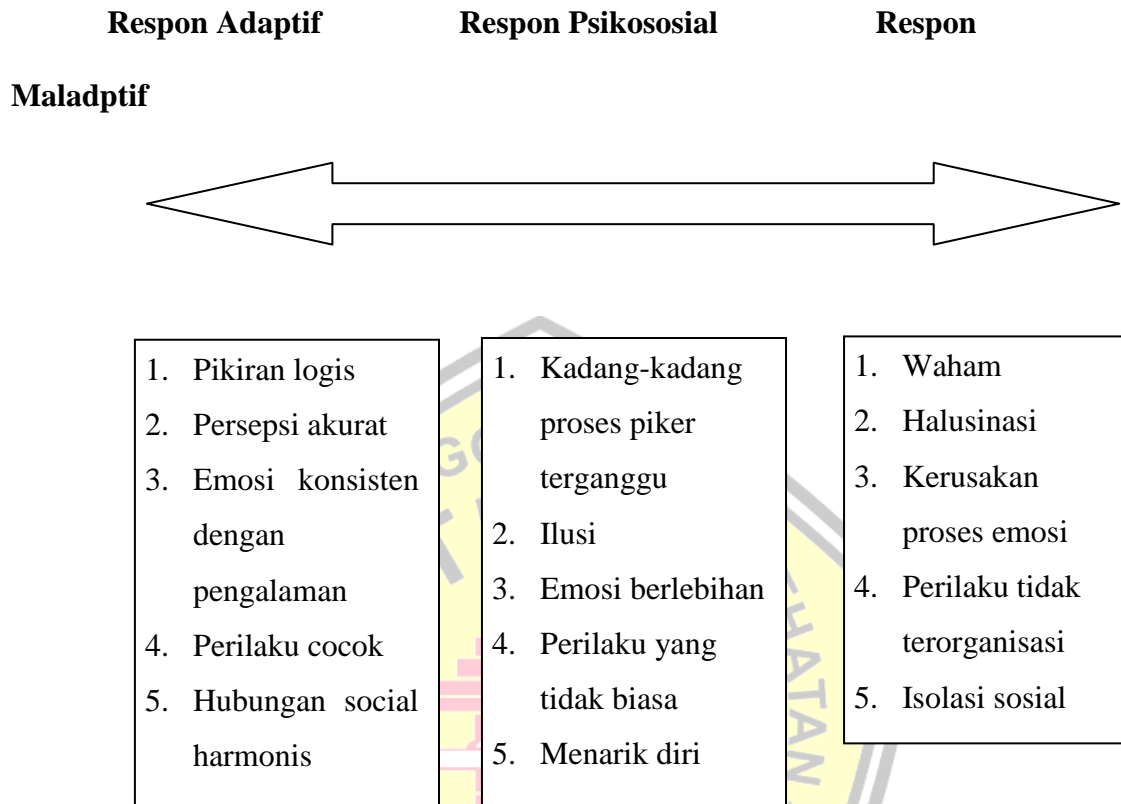 Respon Adaptif Respon Psikososial Respon
Maladptif
1. Pikiran logis
2. Persepsi akurat
3. Emosi konsisten
dengan
pengalaman
4. Perilaku cocok
5. Hubungan social
harmonis
1. Kadang-kadang
proses piker
terganggu
2. Ilusi
3. Emosi berlebihan
4. Perilaku yang
tidak biasa
5. Menarik diri
1. Waham
2. Halusinasi
3. Kerusakan
proses emosi
4. Perilaku tidak
terorganisasi
5. Isolasi sosial